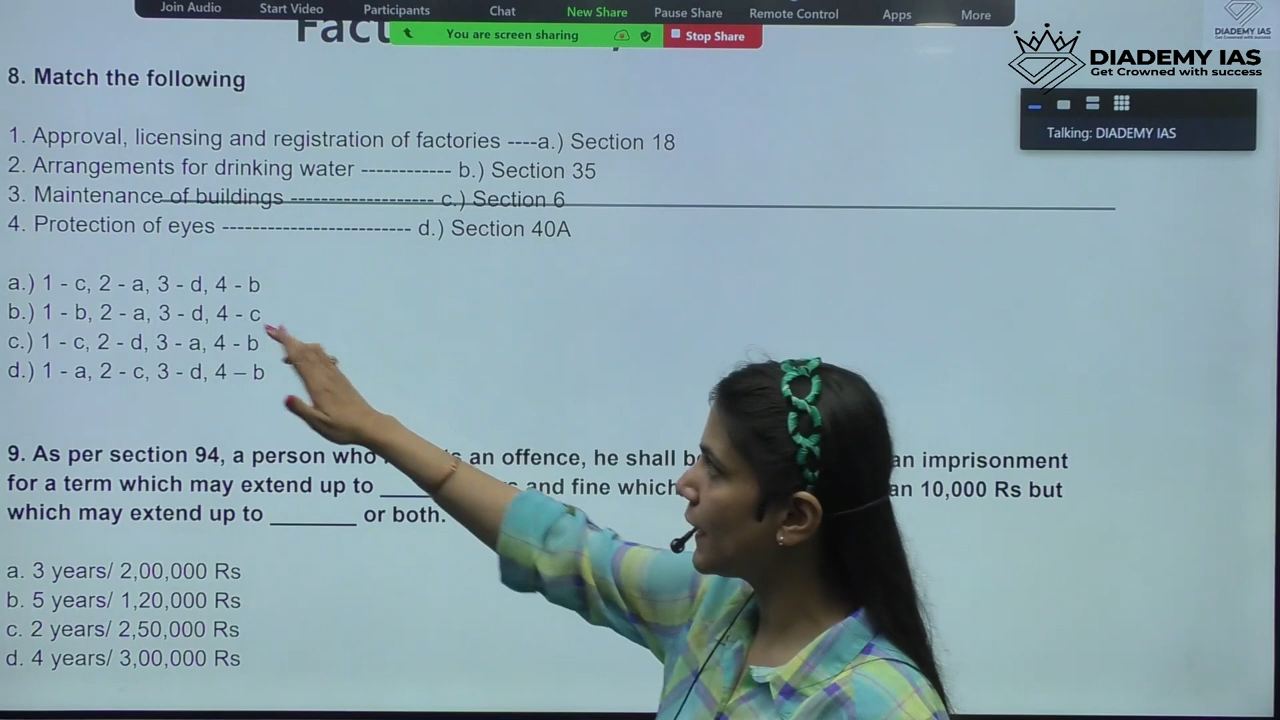 Join Audio Start Video Participants Chat New Share Pause Share Remote Control Apps More
You are screen sharing Stop Share
Fact
DIADEMY IAS
Get Crowned with success
DIADEMY IAS
Get Crowned with success
Talking: DIADEMY IAS
8. Match the following
1. Approval, licensing and registration of factories ----a.) Section 18
2. Arrangements for drinking water ------------ b.) Section 35
3. Maintenance of buildings ------------------- c.) Section 6
4. Protection of eyes ------------------------- d.) Section 40A
a.) 1 - c, 2 - a, 3 - d, 4 - b
b.) 1 - b, 2 - a, 3 - d, 4 - c
c.) 1 - c, 2 - d, 3 - a, 4 - b
d.) 1 - a, 2 - c, 3 - d, 4 – b
9. As per section 94, a person who an offence, he shall b an imprisonment
for a term which may extend up to ____ and fine which an 10,000 Rs but
which may extend up to _______ or both.
a. 3 years/ 2,00,000 Rs
b. 5 years/ 1,20,000 Rs
c. 2 years/ 2,50,000 Rs
d. 4 years/ 3,00,000 Rs